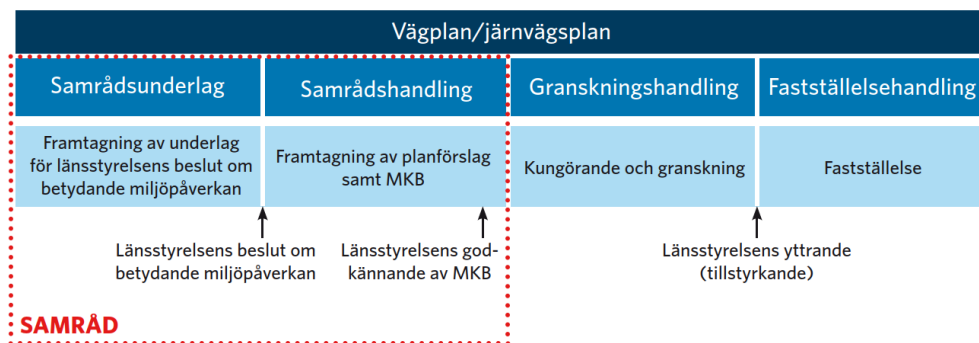 Vägplan/järnvägsplan
Samrådsunderlag
Samrådshandling
Granskningshandling
Fastställelsehandling
Framtagning av underlag
för länsstyrelsens beslut om
betydande miljöpåverkan
Framtagning av planförslag
samt MKB
Kungörande och granskning
Fastställelse
Länsstyrelsens beslut om
betydande miljöpåverkan
Länsstyrelsens god-
kännande av MKB
Länsstyrelsens yttrande
(tillstyrkande)
SAMRÅD